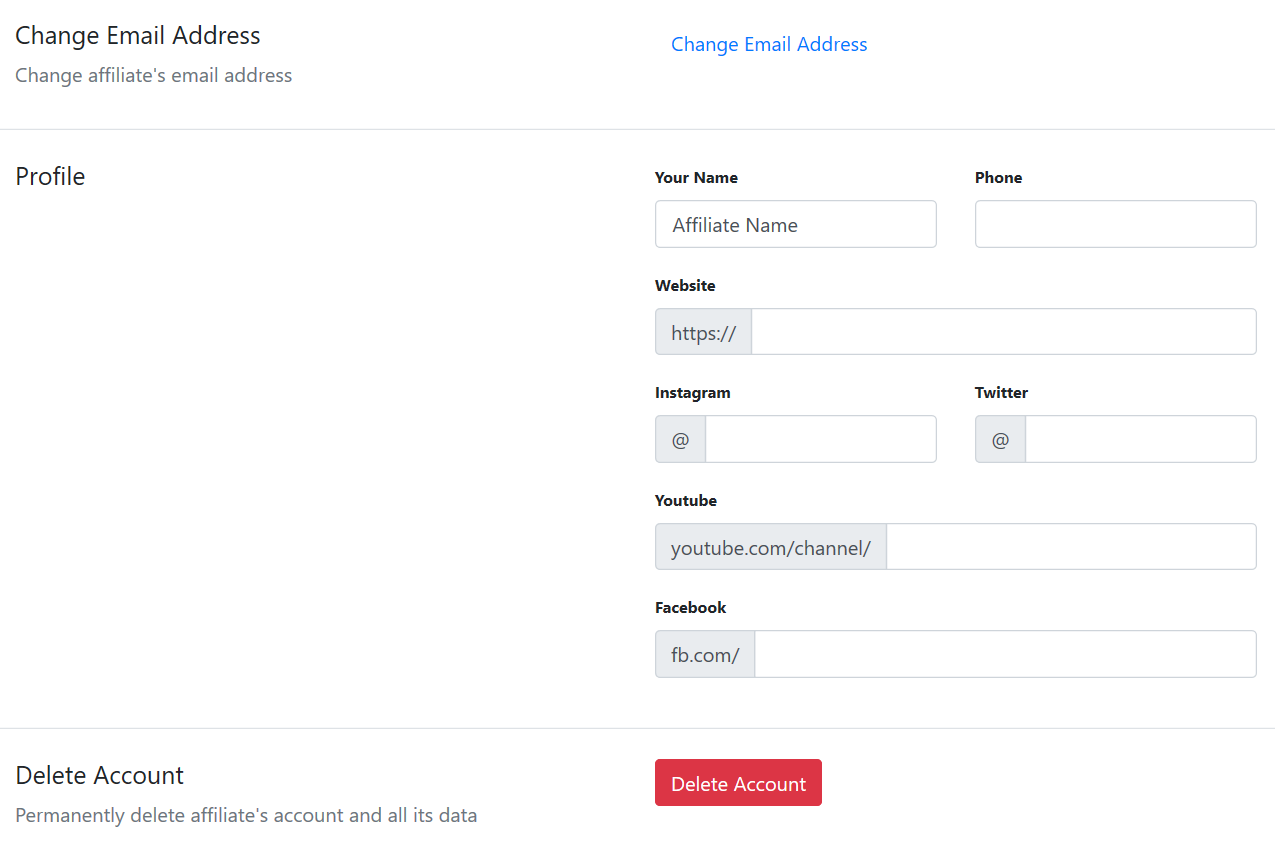 Change Email Address
Change Email Address
Change affiliate's email address
Profile
Your Name
Phone
Affiliate Name
Website
https://
Instagram
Twitter
@
@
Youtube
youtube.com/channel/
Facebook
fb.com/
Delete Account
Delete Account
Permanently delete affiliate's account and all its data